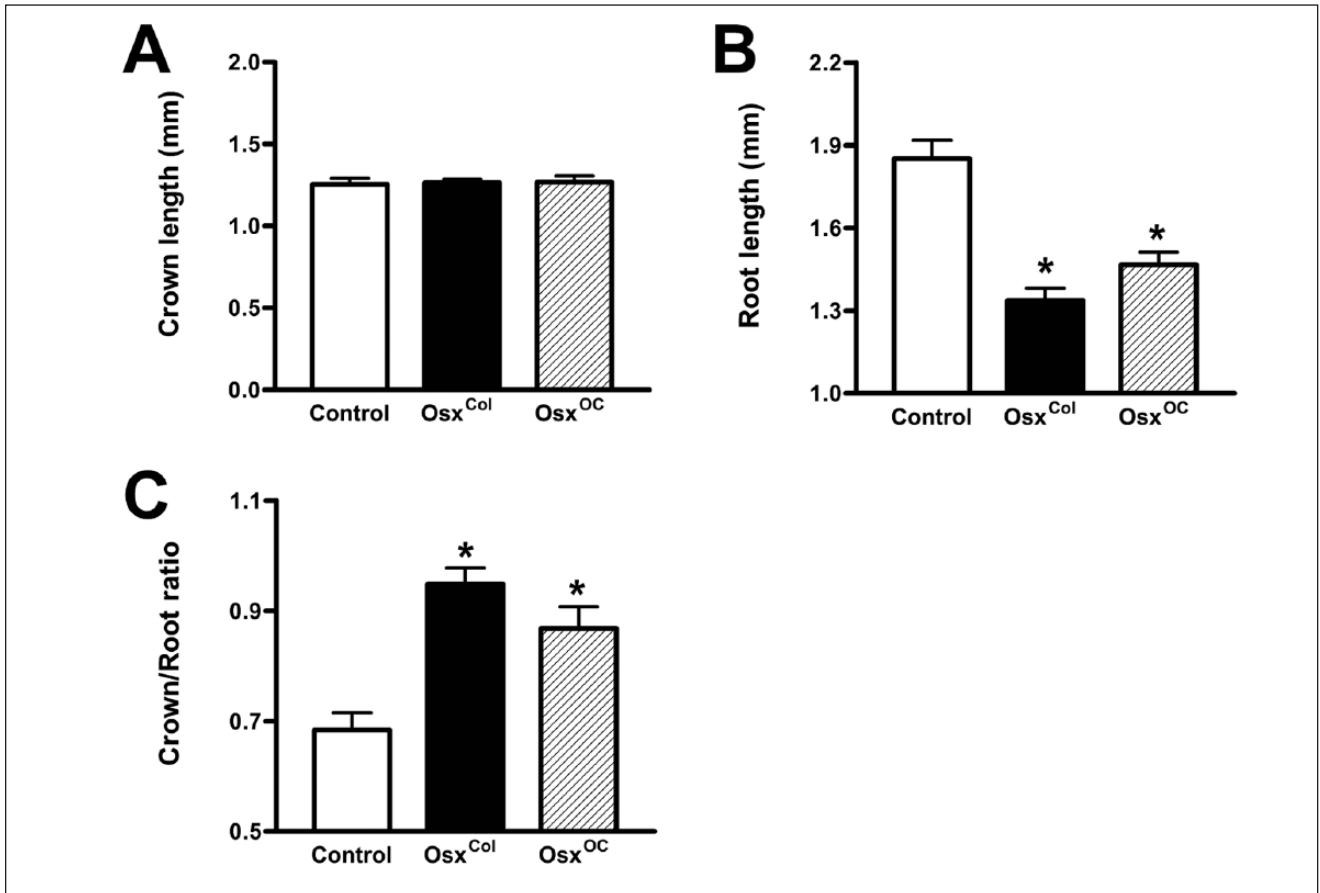 A
Crown length (mm)
2.0
1.5
1.0
0.5
0.0
Control Osx^Col Osx^OC
B
Root length (mm)
2.2
1.9
1.6
1.3
1.0
* *
Control Osx^Col Osx^OC
C
Crown/Root ratio
1.1
0.9
0.7
0.5
* *
Control Osx^Col Osx^OC